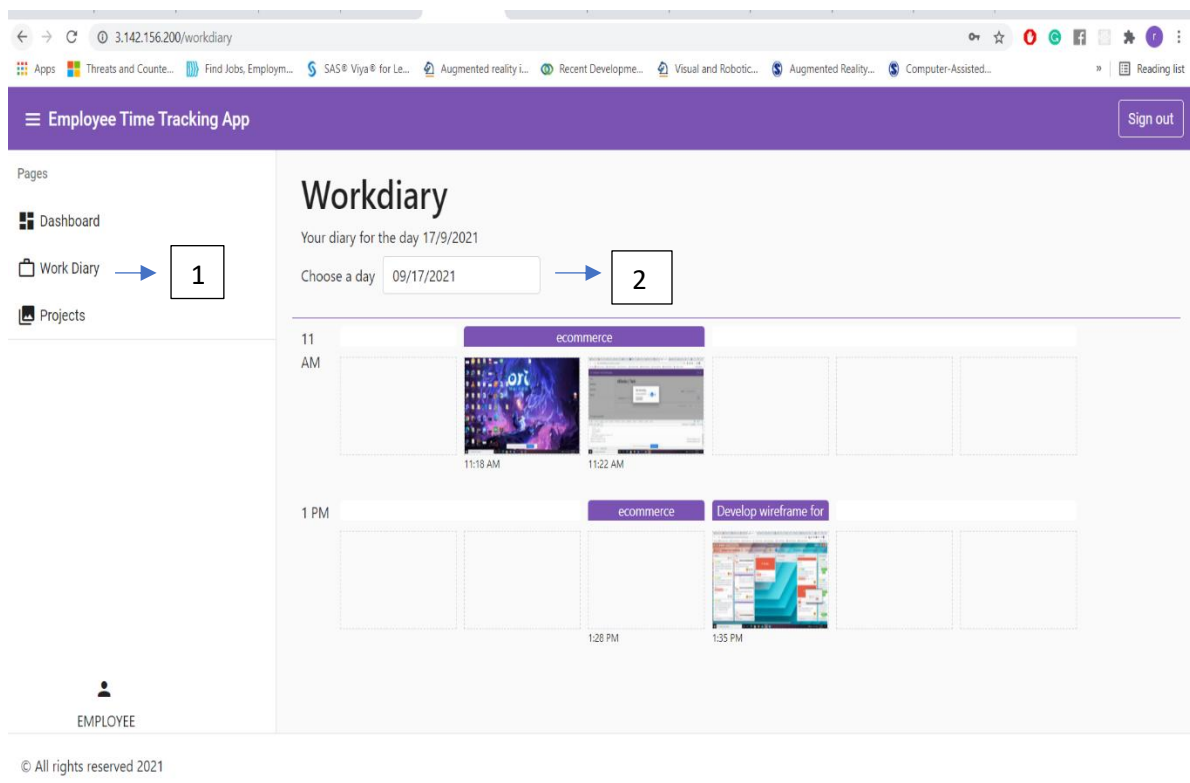 3.142.156.200/workdiary
Apps Threats and Counte... Find Jobs, Employm... SAS® Viya® for Le... Augmented reality i... Recent Developme... Visual and Robotic... Augmented Reality... Computer-Assisted... » Reading list
Employee Time Tracking App Sign out
Pages
Dashboard
Work Diary 1
Projects
Workdiary
Your diary for the day 17/9/2021
Choose a day 09/17/2021 2
11 AM
ecommerce
ori
11:18 AM 11:22 AM
1 PM
ecommerce Develop wireframe for
1:28 PM 1:35 PM
EMPLOYEE
© All rights reserved 2021